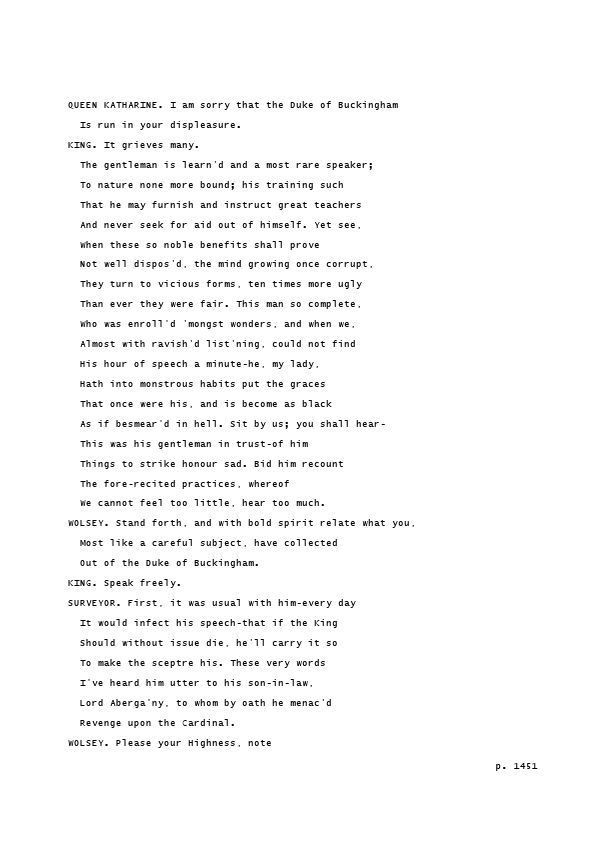 QUEEN KATHARINE. I am sorry that the Duke of Buckingham
Is run in your displeasure.
KING. It grieves many.
The gentleman is learn'd and a most rare speaker;
To nature none more bound; his training such
That he may furnish and instruct great teachers
And never seek for aid out of himself. Yet see,
When these so noble benefits shall prove
Not well dispos'd, the mind growing once corrupt,
They turn to vicious forms, ten times more ugly
Than ever they were fair. This man so complete,
Who was enroll'd 'mongst wonders, and when we,
Almost with ravish'd list'ning, could not find
His hour of speech a minute-he, my lady,
Hath into monstrous habits put the graces
That once were his, and is become as black
As if besmear'd in hell. Sit by us; you shall hear-
This was his gentleman in trust-of him
Things to strike honour sad. Bid him recount
The fore-recited practices, whereof
We cannot feel too little, hear too much.
WOLSEY. Stand forth, and with bold spirit relate what you,
Most like a careful subject, have collected
Out of the Duke of Buckingham.
KING. Speak freely.
SURVEYOR. First, it was usual with him-every day
It would infect his speech-that if the King
Should without issue die, he'll carry it so
To make the sceptre his. These very words
I've heard him utter to his son-in-law,
Lord Aberga'ny, to whom by oath he menac'd
Revenge upon the Cardinal.
WOLSEY. Please your Highness, note
p. 1451